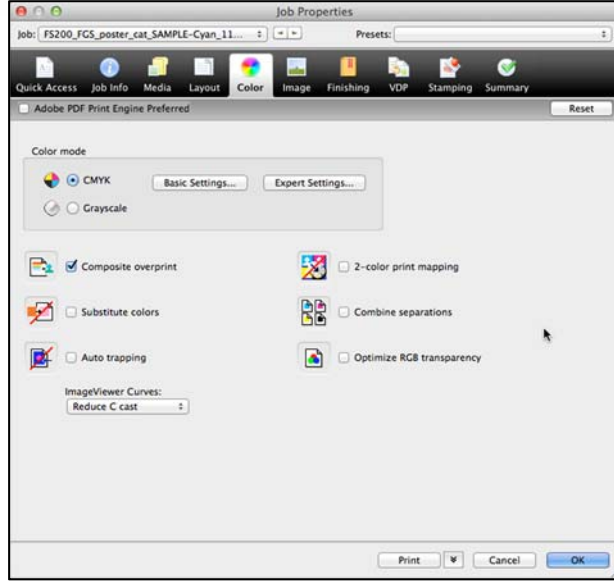 Job Properties
Job: FS200_FGS_poster_cat_SAMPLE-Cyan_11... Presets:
Quick Access Job Info Media Layout Color Image Finishing VDP Stamping Summary
Adobe PDF Print Engine Preferred Reset
Color mode
CMYK Basic Settings... Expert Settings...
Grayscale
Composite overprint 2-color print mapping
Substitute colors Combine separations
Auto trapping Optimize RGB transparency
ImageViewer Curves:
Reduce C cast
Print Cancel OK